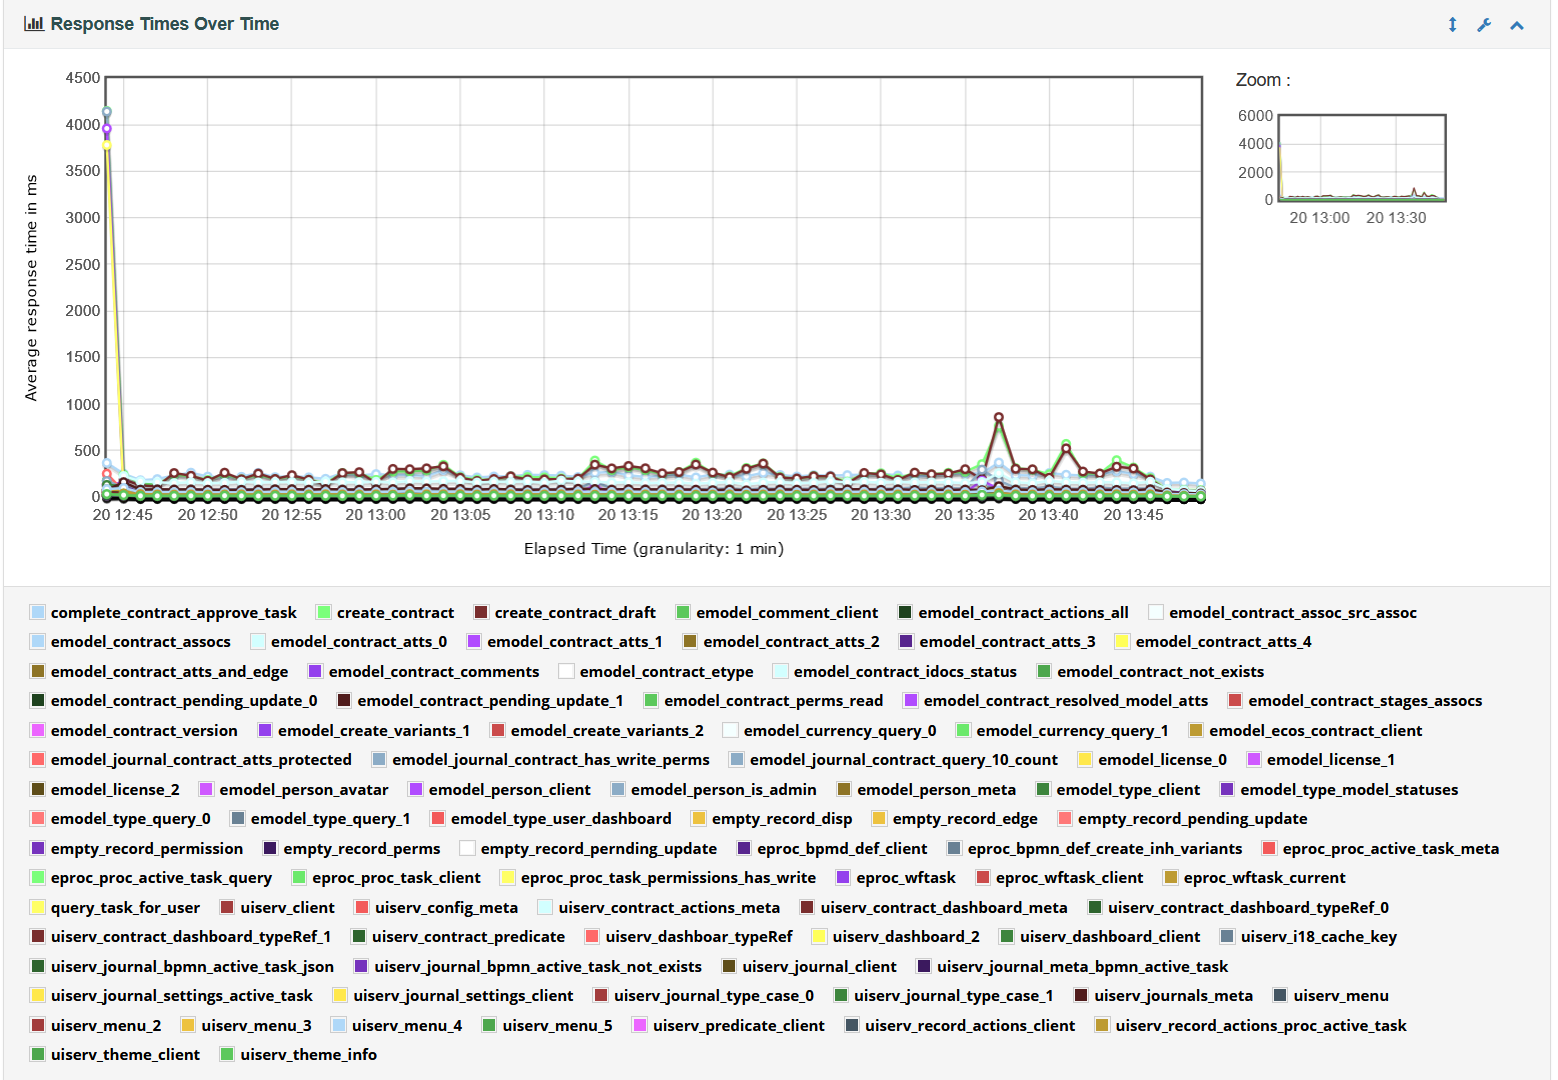 Response Times Over Time
Zoom :
4500
4000
3500
3000
2500
2000
1500
1000
500
0
Average response time in ms
20 12:45 20 12:50 20 12:55 20 13:00 20 13:05 20 13:10 20 13:15 20 13:20 20 13:25 20 13:30 20 13:35 20 13:40 20 13:45
Elapsed Time (granularity: 1 min)
6000
4000
2000
0
20 13:00 20 13:30
complete_contract_approve_task create_contract create_contract_draft emodel_comment_client emodel_contract_actions_all emodel_contract_assoc_src_assoc
emodel_contract_assocs emodel_contract_atts_0 emodel_contract_atts_1 emodel_contract_atts_2 emodel_contract_atts_3 emodel_contract_atts_4
emodel_contract_atts_and_edge emodel_contract_comments emodel_contract_etype emodel_contract_idocs_status emodel_contract_not_exists
emodel_contract_pending_update_0 emodel_contract_pending_update_1 emodel_contract_perms_read emodel_contract_resolved_model_atts emodel_contract_stages_assocs
emodel_contract_version emodel_create_variants_1 emodel_create_variants_2 emodel_currency_query_0 emodel_currency_query_1 emodel_ecos_contract_client
emodel_journal_contract_atts_protected emodel_journal_contract_has_write_perms emodel_journal_contract_query_10_count emodel_license_0 emodel_license_1
emodel_license_2 emodel_person_avatar emodel_person_client emodel_person_is_admin emodel_person_meta emodel_type_client emodel_type_model_statuses
emodel_type_query_0 emodel_type_query_1 emodel_type_user_dashboard empty_record_disp empty_record_edge empty_record_pending_update
empty_record_permission empty_record_perms empty_record_pernding_update eproc_bpmd_def_client eproc_bpmn_def_create_inh_variants eproc_proc_active_task_meta
eproc_proc_active_task_query eproc_proc_task_client eproc_proc_task_permissions_has_write eproc_wftask eproc_wftask_client eproc_wftask_current
query_task_for_user uiserv_client uiserv_config_meta uiserv_contract_actions_meta uiserv_contract_dashboard_meta uiserv_contract_dashboard_typeRef_0
uiserv_contract_dashboard_typeRef_1 uiserv_contract_predicate uiserv_dashboar_typeRef uiserv_dashboard_2 uiserv_dashboard_client uiserv_i18_cache_key
uiserv_journal_bpmn_active_task_json uiserv_journal_bpmn_active_task_not_exists uiserv_journal_client uiserv_journal_meta_bpmn_active_task
uiserv_journal_settings_active_task uiserv_journal_settings_client uiserv_journal_type_case_0 uiserv_journal_type_case_1 uiserv_journals_meta uiserv_menu
uiserv_menu_2 uiserv_menu_3 uiserv_menu_4 uiserv_menu_5 uiserv_predicate_client uiserv_record_actions_client uiserv_record_actions_proc_active_task
uiserv_theme_client uiserv_theme_info